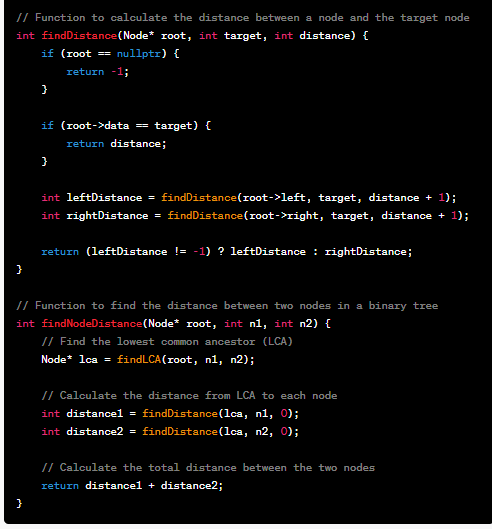 // Function to calculate the distance between a node and the target node
int findDistance(Node* root, int target, int distance) {
    if (root == nullptr) {
        return -1;
    }

    if (root->data == target) {
        return distance;
    }

    int leftDistance = findDistance(root->left, target, distance + 1);
    int rightDistance = findDistance(root->right, target, distance + 1);

    return (leftDistance != -1) ? leftDistance : rightDistance;
}

// Function to find the distance between two nodes in a binary tree
int findNodeDistance(Node* root, int n1, int n2) {
    // Find the lowest common ancestor (LCA)
    Node* lca = findLCA(root, n1, n2);

    // Calculate the distance from LCA to each node
    int distance1 = findDistance(lca, n1, 0);
    int distance2 = findDistance(lca, n2, 0);

    // Calculate the total distance between the two nodes
    return distance1 + distance2;
}